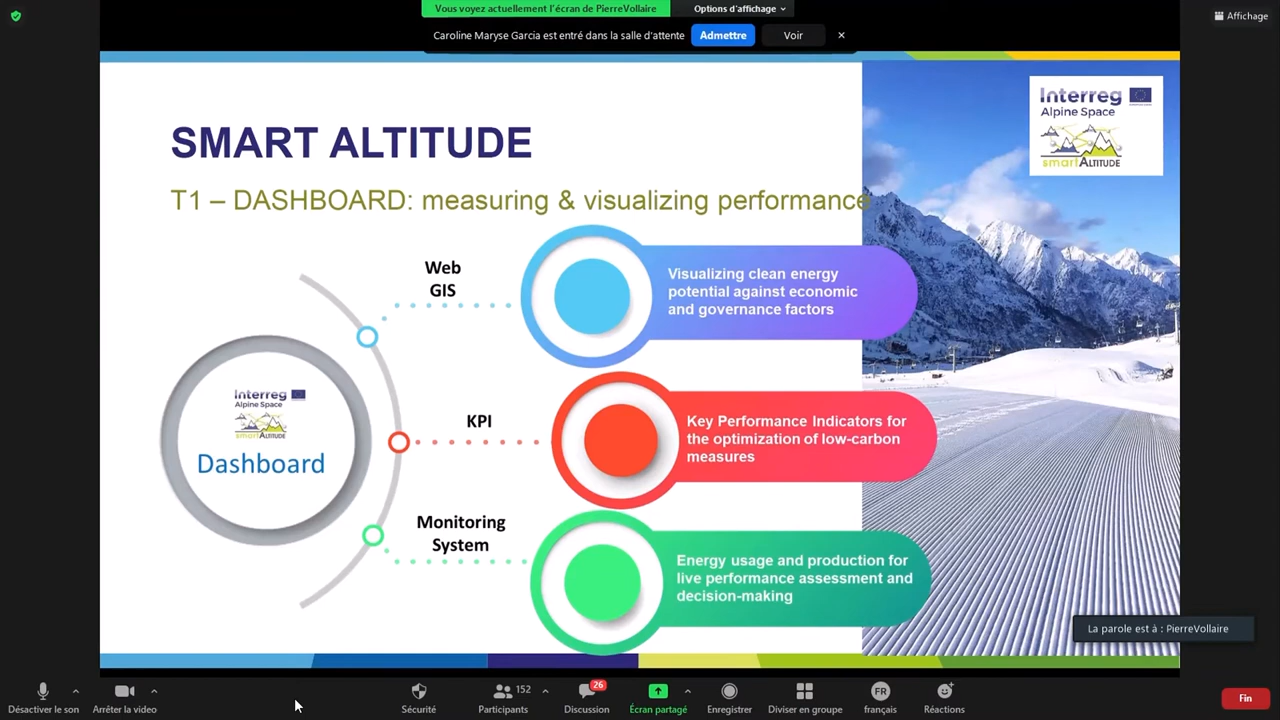 Vous voyez actuellement l'écran de PierreVollaire
Options d'affichage
Affichage
Caroline Maryse Garcia est entré dans la salle d'attente
Admettre
Voir
Interreg
Alpine Space
smartALTITUDE
SMART ALTITUDE
T1 – DASHBOARD: measuring & visualizing performance
Web
GIS
Visualizing clean energy
potential against economic
and governance factors
Interreg
Alpine Space
smartALTITUDE
Dashboard
KPI
Key Performance Indicators for
the optimization of low-carbon
measures
Monitoring
System
Energy usage and production for
live performance assessment and
decision-making
La parole est à : PierreVollaire
Désactiver le son
Arrêter la video
Sécurité
152
Participants
26
Discussion
Écran partagé
Enregistrer
Diviser en groupe
FR
français
Réactions
Fin